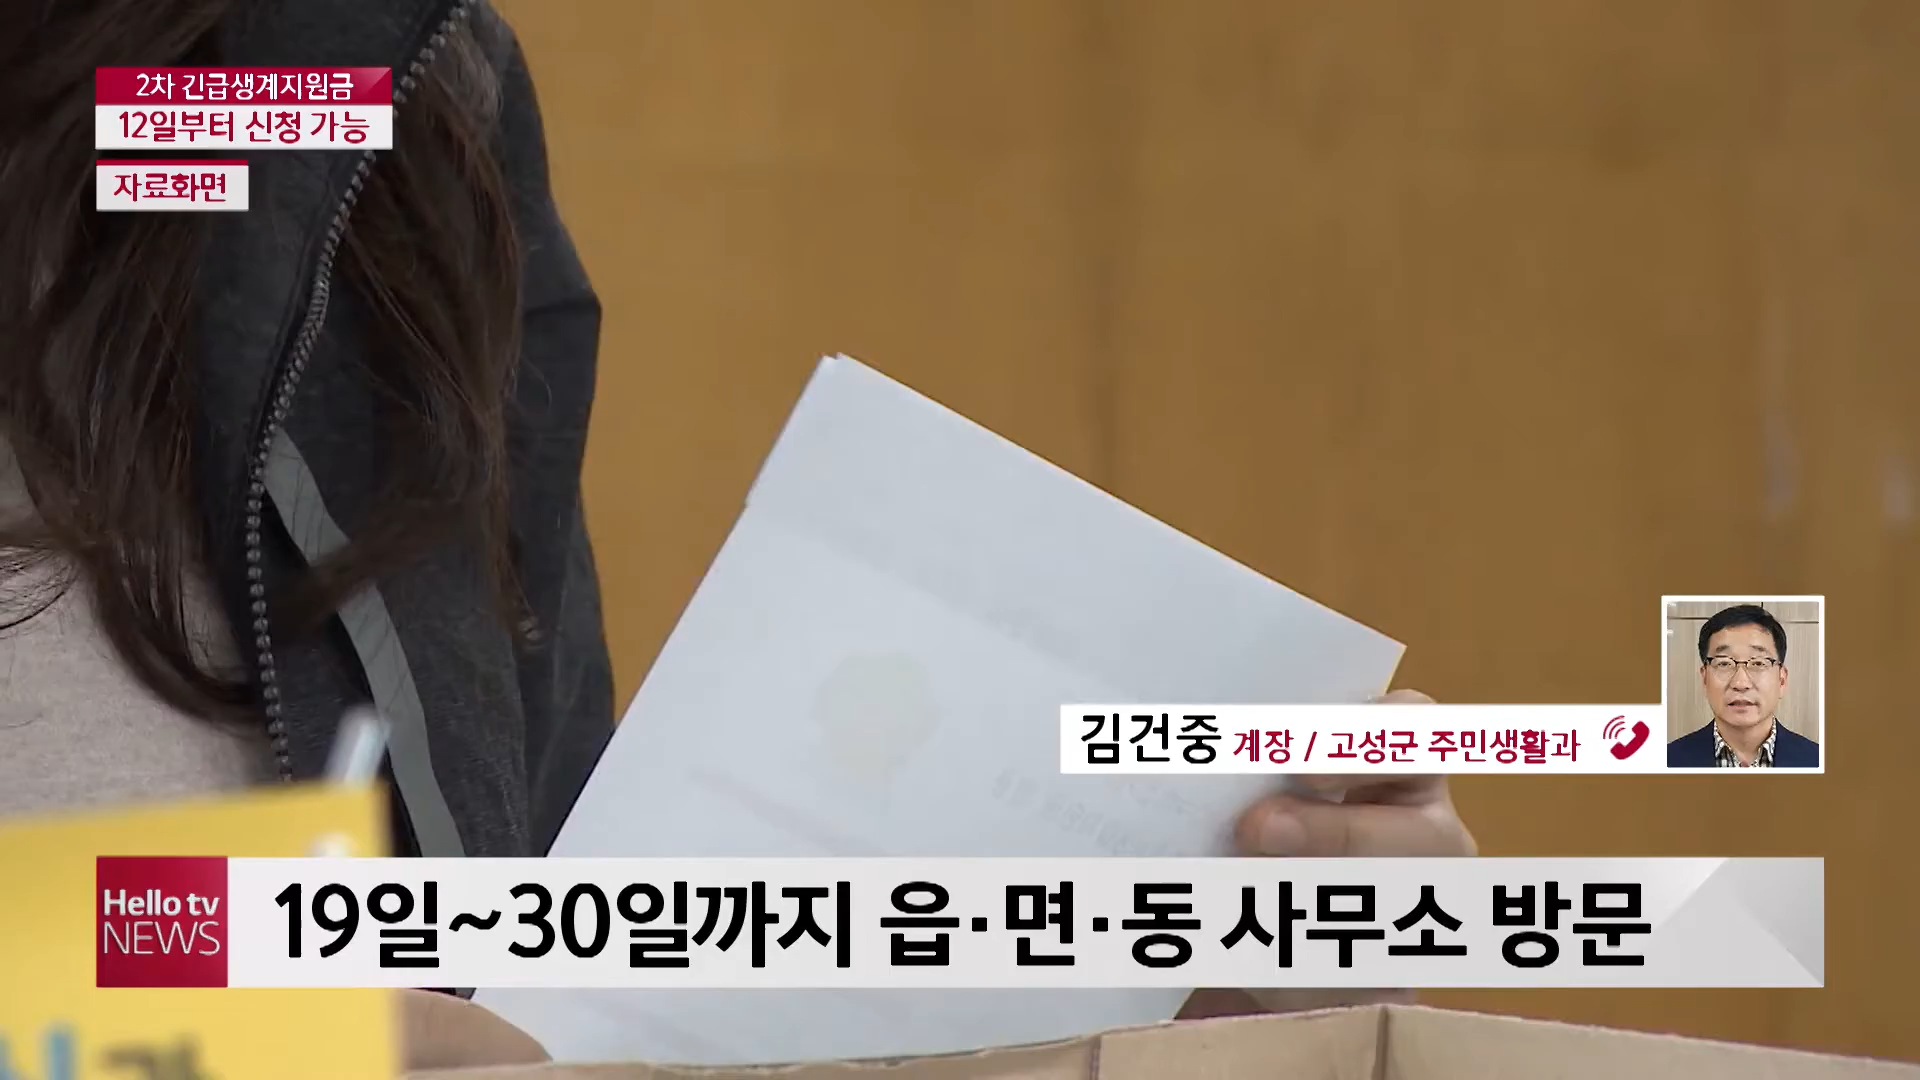 2차 긴급생계지원금
12일부터 신청 가능
자료화면
김건중 계장 / 고성군 주민생활과
Hello tv
NEWS
19일~30일까지 읍·면·동 사무소 방문